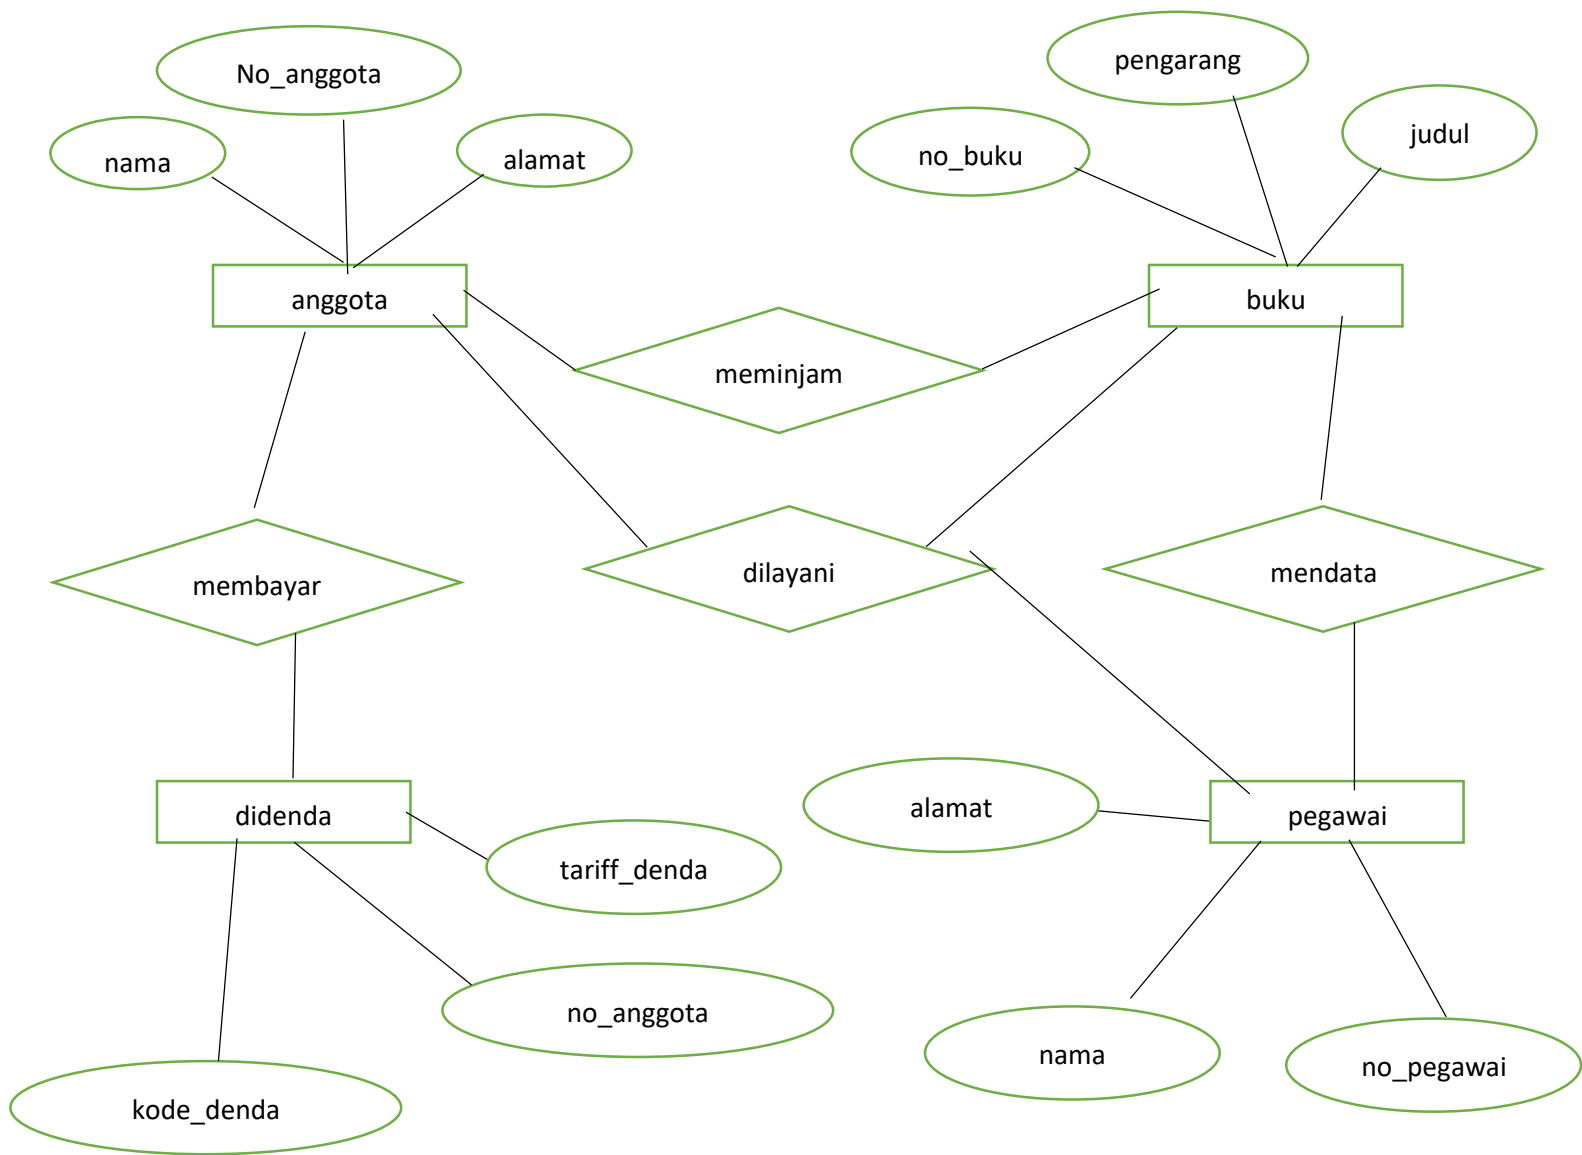 No_anggota
pengarang
nama
alamat
no_buku
judul
anggota
buku
meminjam
membayar
dilayani
mendata
didenda
alamat
pegawai
tariff_denda
no_anggota
nama
no_pegawai
kode_denda